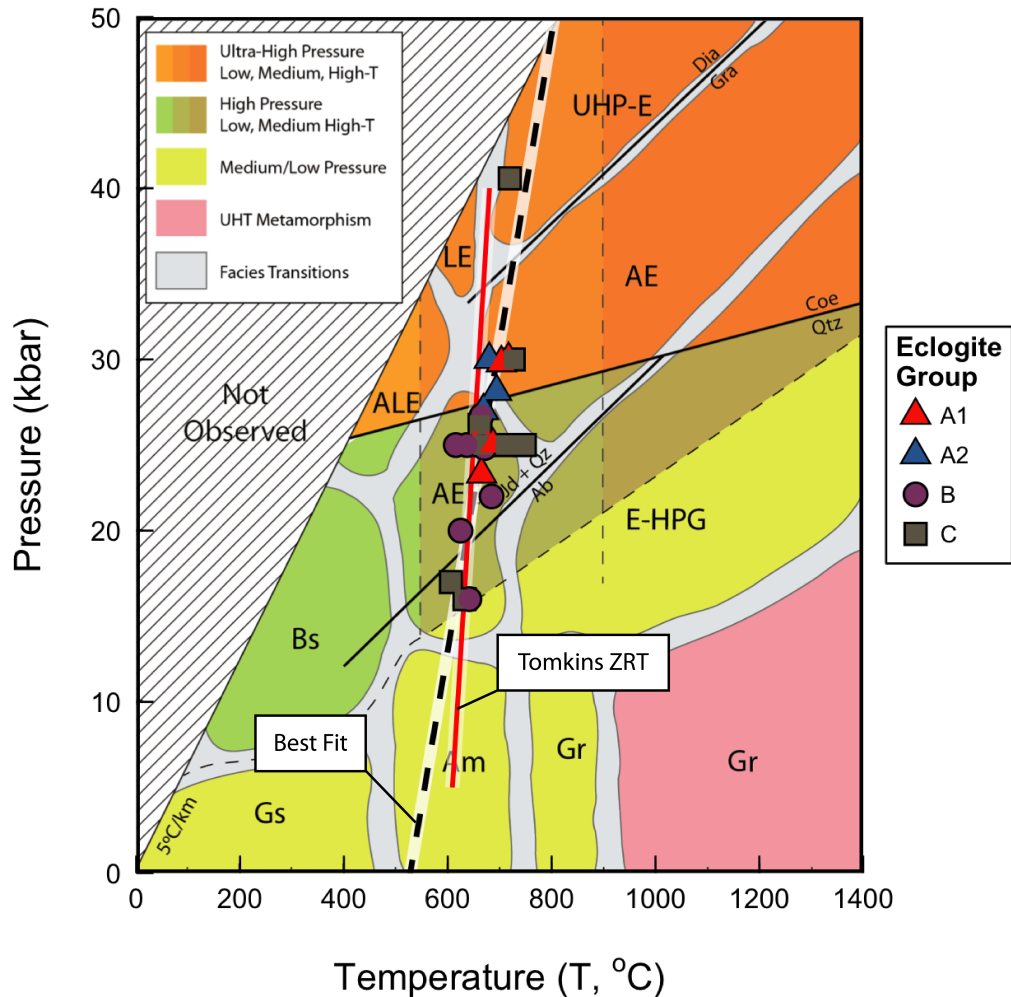 50
40
30
20
10
0
Pressure (kbar)
Ultra-High Pressure
Low, Medium, High-T
High Pressure
Low, Medium High-T
Medium/Low Pressure
UHT Metamorphism
Facies Transitions
Dia
Gra
UHP-E
LE
AE
Coe
Qtz
Not
Observed
ALE
AE
Jd + Qz
Ab
E-HPG
Bs
Tomkins ZRT
Best Fit
Am
Gr
Gr
Gs
5ºC/km
0
200
400
600
800
1000
1200
1400
Temperature (T, °C)
Eclogite
Group
A1
A2
B
C